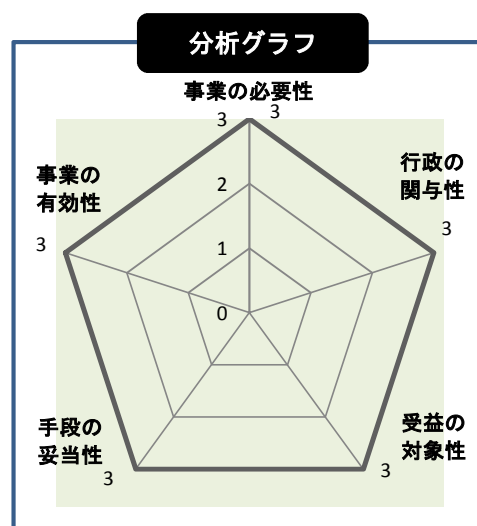 分析グラフ
事業の必要性
3
3
行政の
関与性
3
事業の
有効性
3
2
1
0
受益の
対象性
3
手段の
妥当性
3